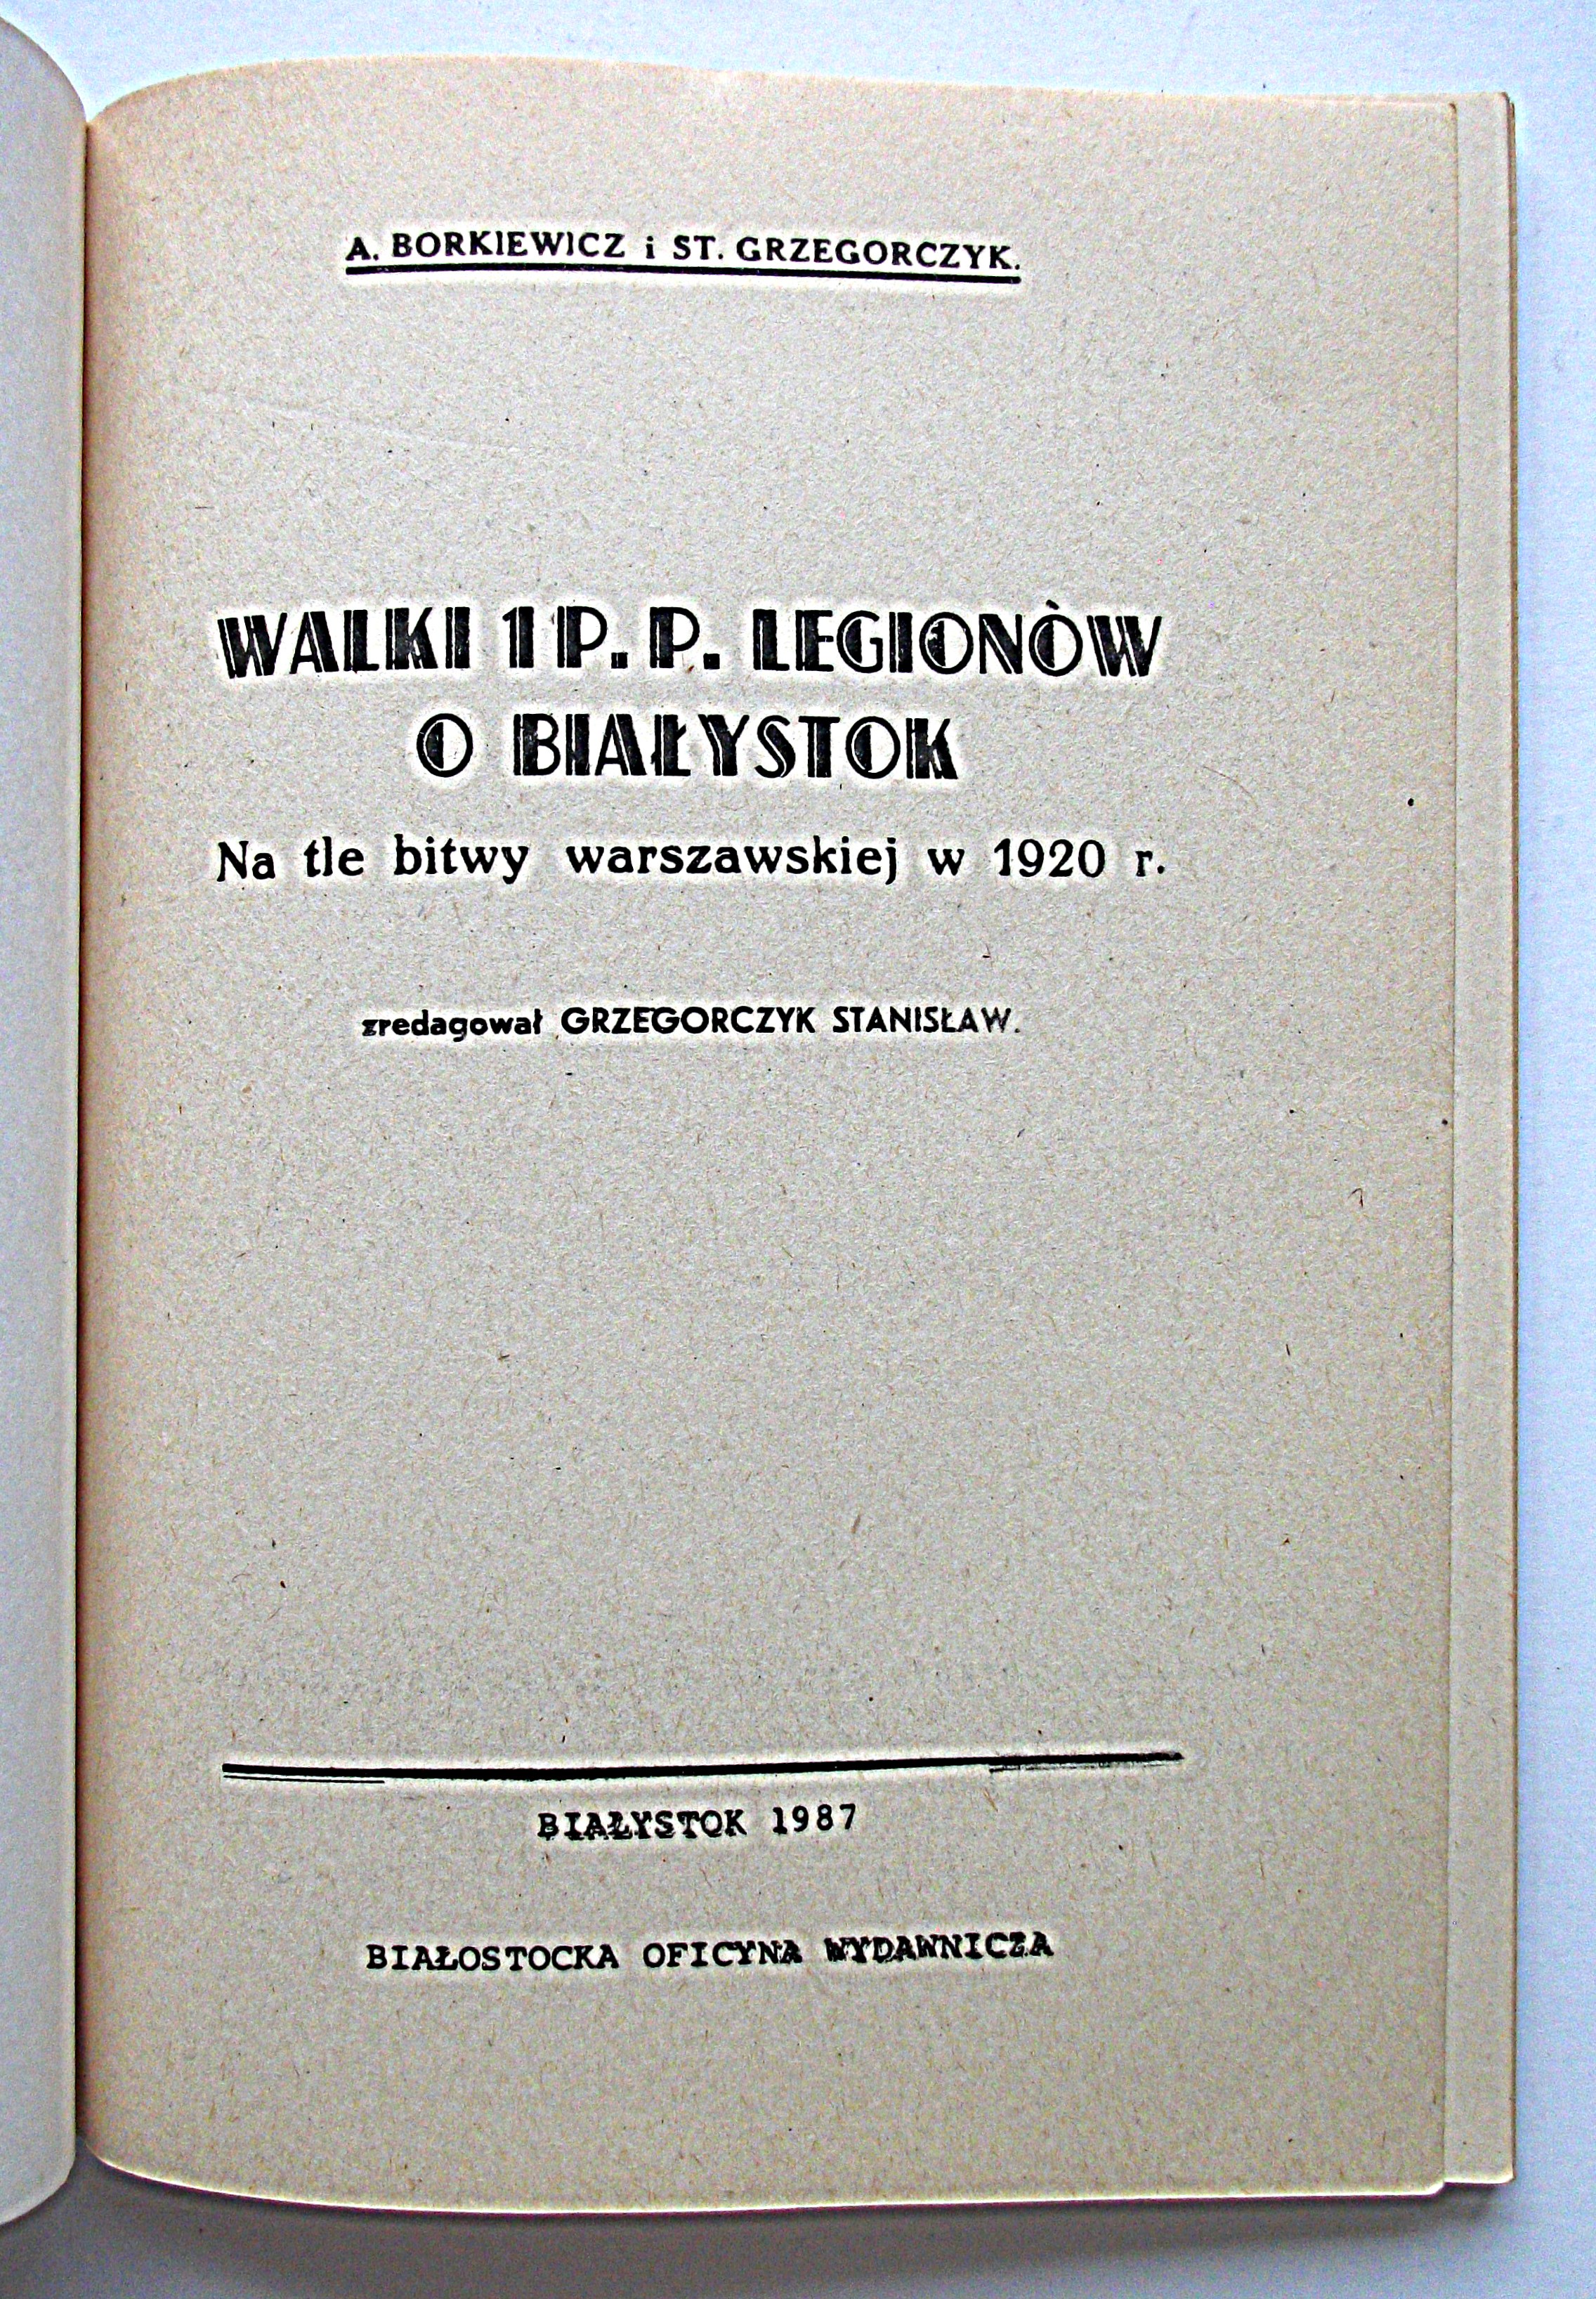 A. BORKIEWICZ i ST. GRZEGORCZYK.
WALKI 1 P. P. LEGIONÒW
O BIAŁYSTOK
Na tle bitwy warszawskiej w 1920 r.
zredagował GRZEGORCZYK STANISŁAW.
BIAŁYSTOK 1987
BIAŁOSTOCKA OFICYNA WYDAWNICZA